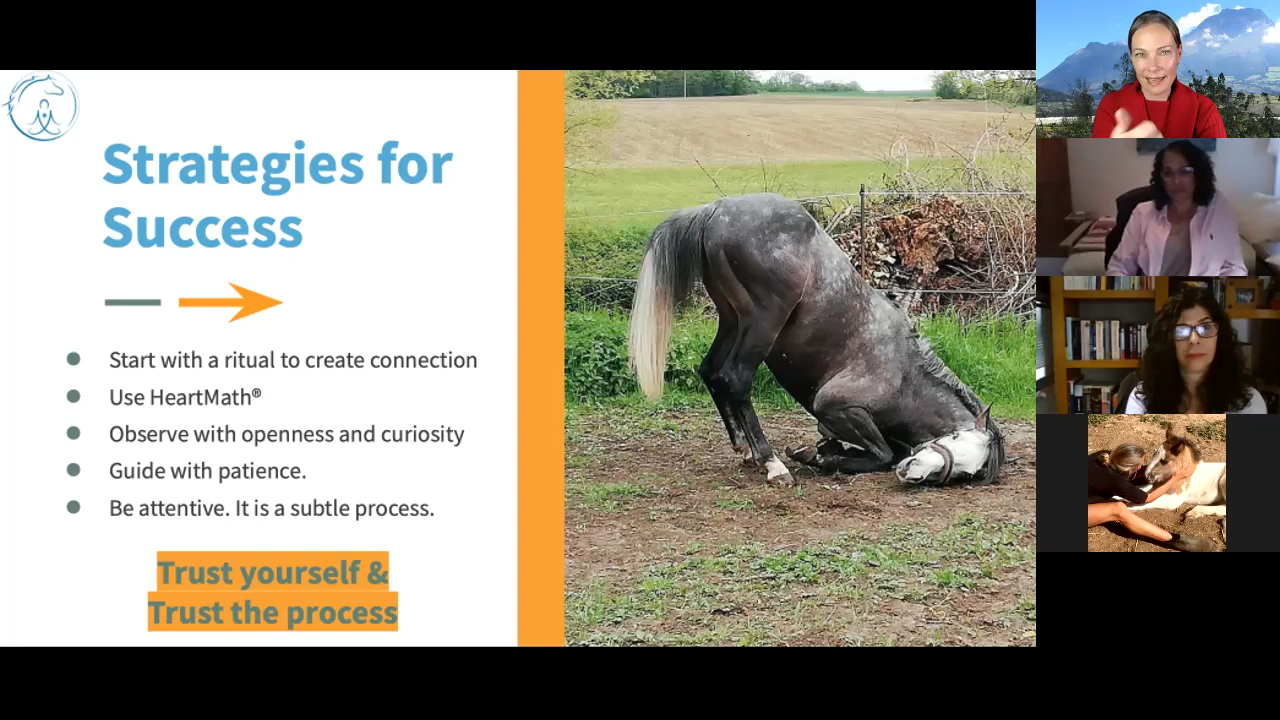 Strategies for
Success
Start with a ritual to create connection
Use HeartMath®
Observe with openness and curiosity
Guide with patience.
Be attentive. It is a subtle process.
Trust yourself &
Trust the process